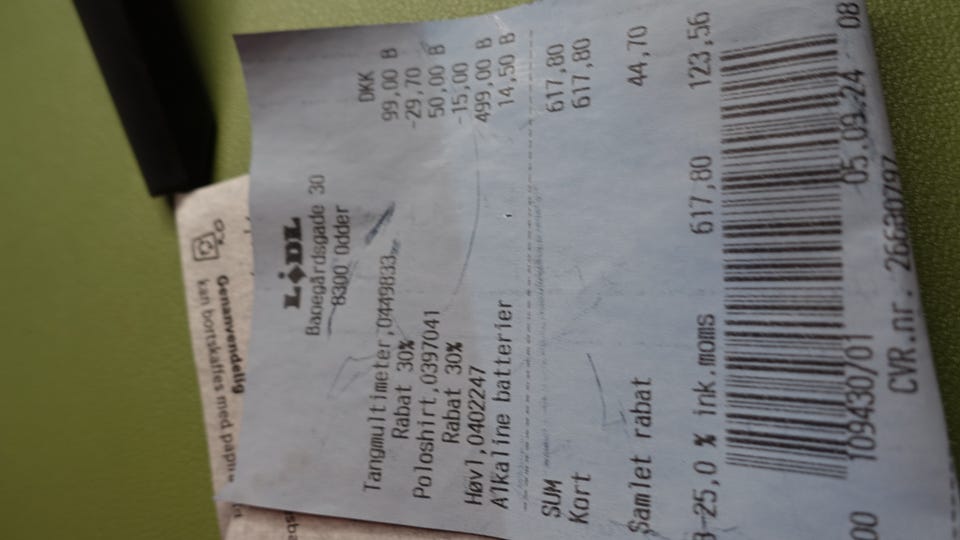 LIDL
Banegårdsgade 30
8300 Odder
DKK
Tangmultimeter,0449833 99,00 B
Rabat 30% -29,70
Poloshirt,0397041 50,00 B
Rabat 30% -15,00
Høvl,0402247 499,00 B
Alkaline batterier 14,50 B
SUM 617,80
Kort 617,80
Samlet rabat 44,70
B-25,0 % ink.moms 617,80 123,56
00 109430/01 05.09.24 08
CVR.nr. 26630797
Genanvendelig
kan bortskaffes med papir